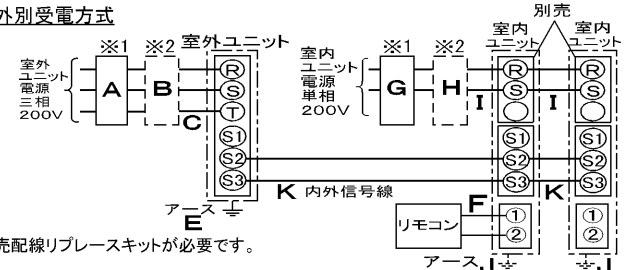 外別受電方式
別売
※1 ※2 室外ユニット
室外
ユニット
電源
三相
200V
A
B
C
R
S
T
S1
S2
S3
アース
E
室内
ユニット
電源
単相
200V
※1 ※2
G
H
室内
ユニット
室内
ユニット
I
I
R
S
S1
S2
S3
①
②
R
S
S1
S2
S3
①
②
K 内外信号線
K
F
リモコン
アース
J
J
売配線リプレースキットが必要です。